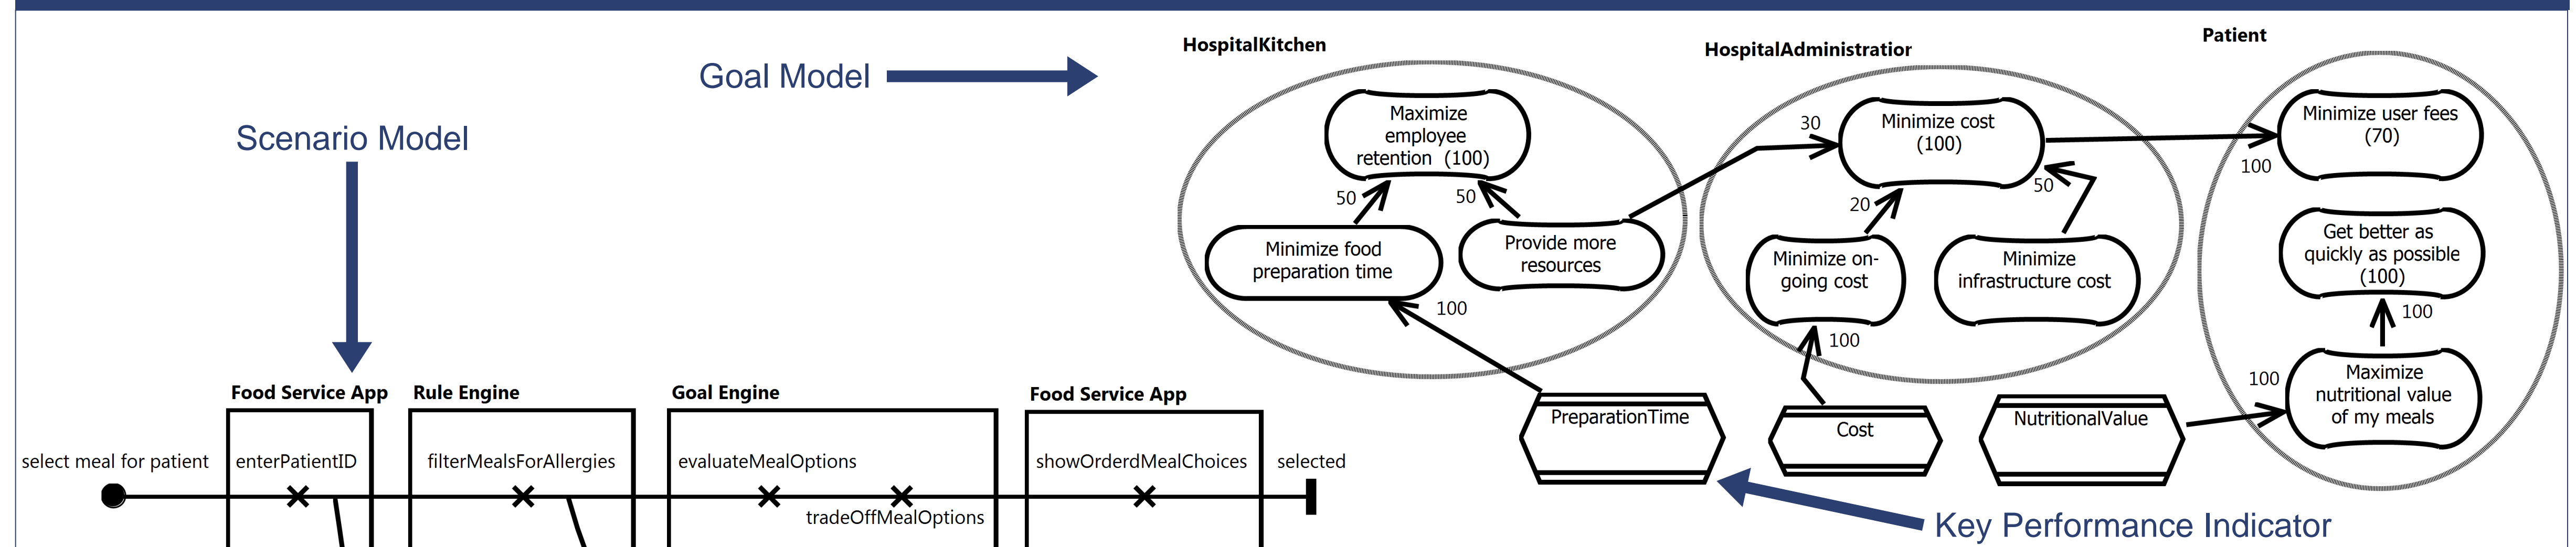 HospitalKitchen
HospitalAdministratior
Patient
Goal Model
Scenario Model
Maximize
employee
retention (100)
50
50
Minimize food
preparation time
Provide more
resources
100
30
Minimize cost
(100)
20
50
Minimize on-
going cost
Minimize
infrastructure cost
100
Minimize user fees
(70)
100
Get better as
quickly as possible
(100)
100
Maximize
nutritional value
of my meals
100
PreparationTime
Cost
NutritionalValue
Key Performance Indicator
Food Service App
Rule Engine
Goal Engine
Food Service App
select meal for patient
enterPatientID
filterMealsForAllergies
evaluateMealOptions
tradeOffMealOptions
showOrderdMealChoices
selected